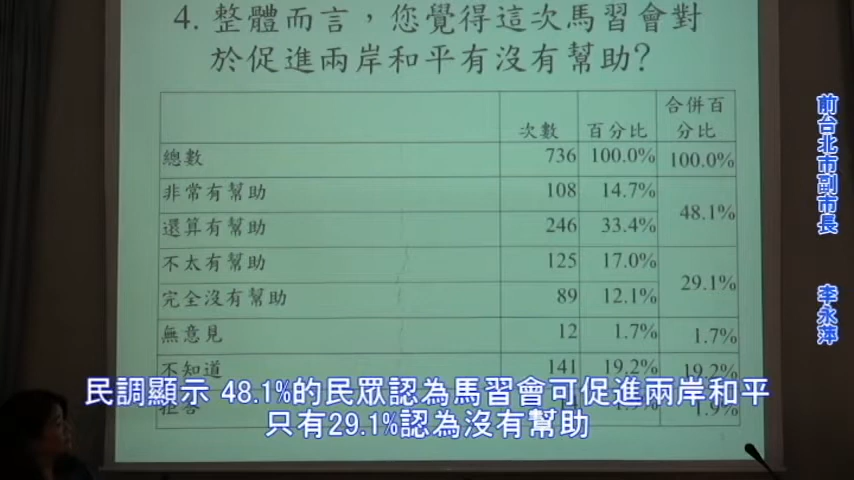 4. 整體而言，您覺得這次馬習會對
於促進兩岸和平有沒有幫助?
次數 百分比 合併百分比
總數 736 100.0% 100.0%
非常有幫助 108 14.7%
48.1%
還算有幫助 246 33.4%
不太有幫助 125 17.0%
29.1%
完全沒有幫助 89 12.1%
無意見 12 1.7% 1.7%
不知道 141 19.2% 19.2%
拒答 1.9% 1.9%
前台北市副市長 李永萍
民調顯示 48.1%的民眾認為馬習會可促進兩岸和平
只有29.1%認為沒有幫助